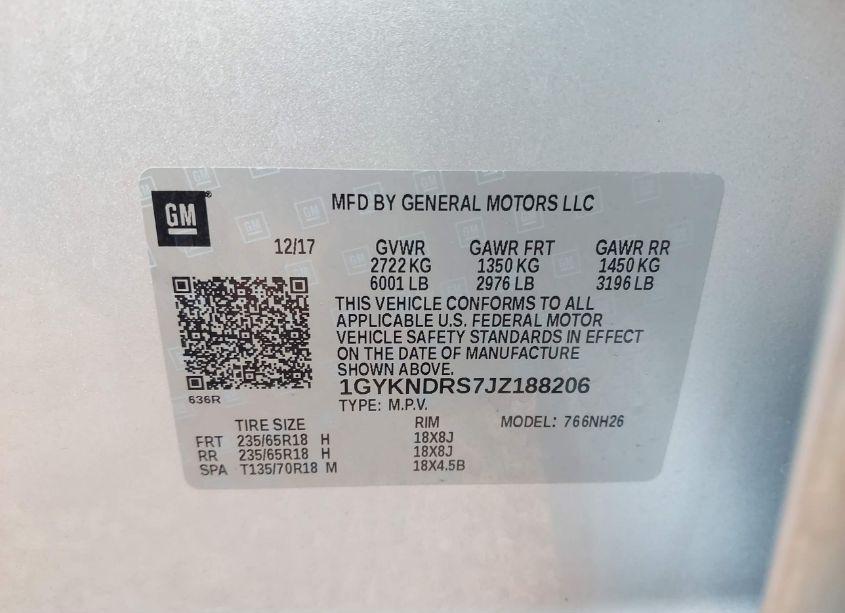 GM
MFD BY GENERAL MOTORS LLC
12/17 GVWR GAWR FRT GAWR RR
2722 KG 1350 KG 1450 KG
6001 LB 2976 LB 3196 LB
THIS VEHICLE CONFORMS TO ALL
APPLICABLE U.S. FEDERAL MOTOR
VEHICLE SAFETY STANDARDS IN EFFECT
ON THE DATE OF MANUFACTURE
SHOWN ABOVE.
1GYKNDRS7JZ188206
636R
TYPE: M.P.V.
TIRE SIZE RIM MODEL: 766NH26
FRT 235/65R18 H 18X8J
RR 235/65R18 H 18X8J
SPA T135/70R18 M 18X4.5B